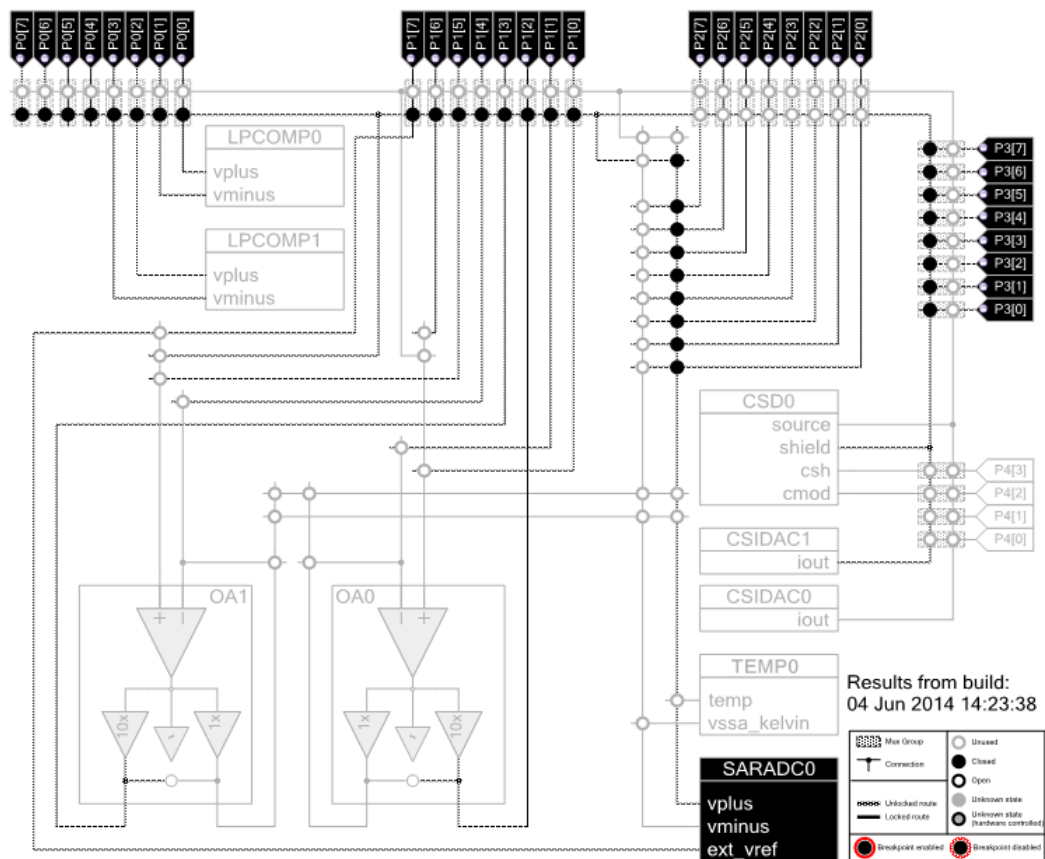 P0[7]
P0[6]
P0[5]
P0[4]
P0[3]
P0[2]
P0[1]
P0[0]
P1[7]
P1[6]
P1[5]
P1[4]
P1[3]
P1[2]
P1[1]
P1[0]
P2[7]
P2[6]
P2[5]
P2[4]
P2[3]
P2[2]
P2[1]
P2[0]
LPCOMP0
vplus
vminus
LPCOMP1
vplus
vminus
P3[7]
P3[6]
P3[5]
P3[4]
P3[3]
P3[2]
P3[1]
P3[0]
CSD0
source
shield
csh
cmod
P4[3]
P4[2]
P4[1]
P4[0]
CSIDAC1
iout
CSIDAC0
iout
OA1
+
10x
1x
OA0
+
1x
10x
TEMP0
temp
vssa_kelvin
SARADC0
vplus
vminus
ext_vref
Results from build:
04 Jun 2014 14:23:38
Mux Group
Connection
Unlocked route
Locked route
Unused
Closed
Open
Unknown state
Unknown state
(hardware controlled)
Breakpoint enabled
Breakpoint disabled